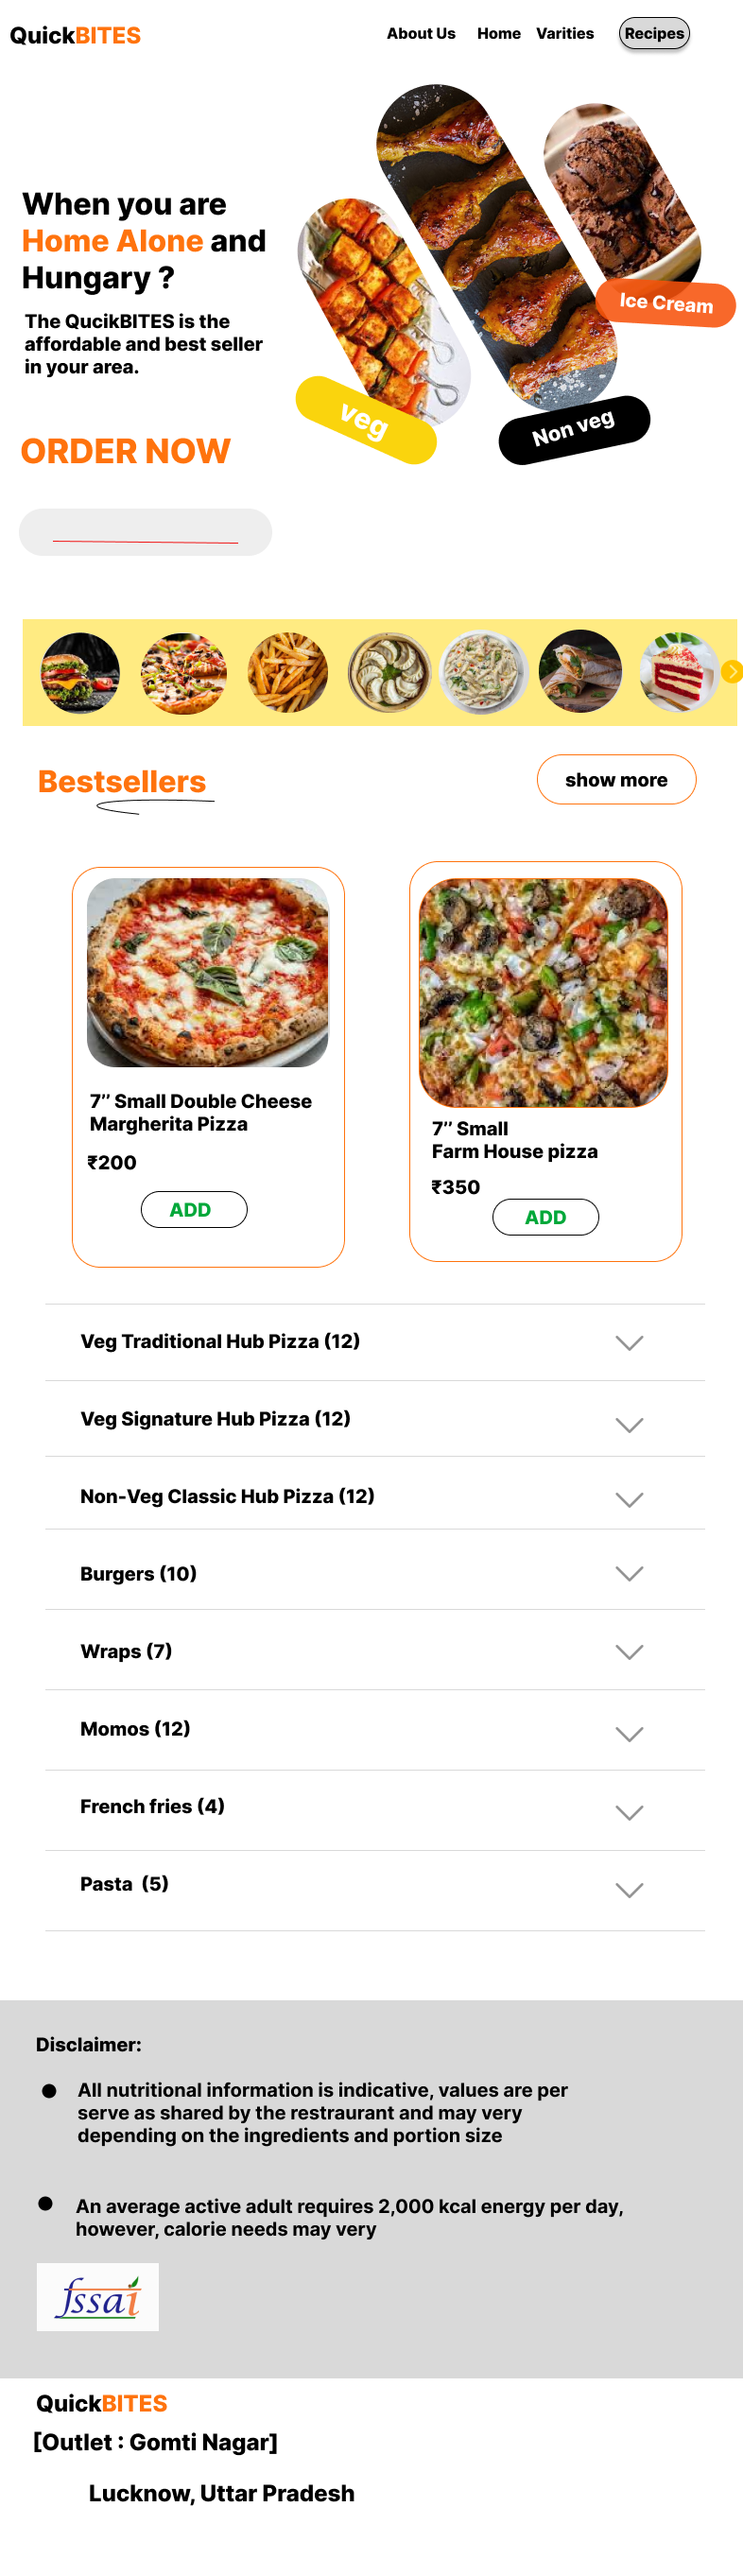 QuickBITES
About Us Home Varities Recipes
When you are
Home Alone and
Hungary ?
The QucikBITES is the
affordable and best seller
in your area.
ORDER NOW
veg
Non veg
Ice Cream
Bestsellers
show more
7’’ Small Double Cheese
Margherita Pizza
₹200
ADD
7’’ Small
Farm House pizza
₹350
ADD
Veg Traditional Hub Pizza (12)
Veg Signature Hub Pizza (12)
Non-Veg Classic Hub Pizza (12)
Burgers (10)
Wraps (7)
Momos (12)
French fries (4)
Pasta (5)
Disclaimer:
All nutritional information is indicative, values are per
serve as shared by the restraurant and may very
depending on the ingredients and portion size
An average active adult requires 2,000 kcal energy per day,
however, calorie needs may very
fssai
QuickBITES
[Outlet : Gomti Nagar]
Lucknow, Uttar Pradesh